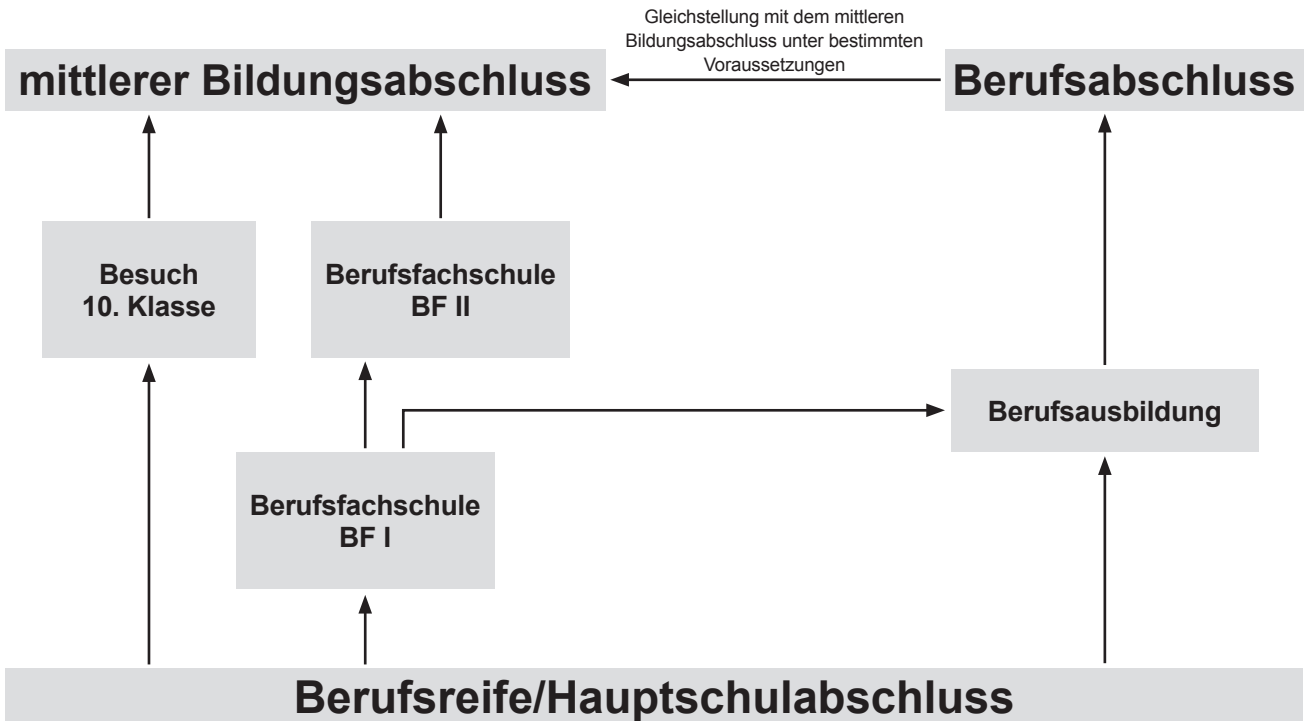 Gleichstellung mit dem mittleren
Bildungsabschluss unter bestimmten
Voraussetzungen
mittlerer Bildungsabschluss
Berufsabschluss
Besuch
10. Klasse
Berufsfachschule
BF II
Berufsausbildung
Berufsfachschule
BF I
Berufsreife/Hauptschulabschluss